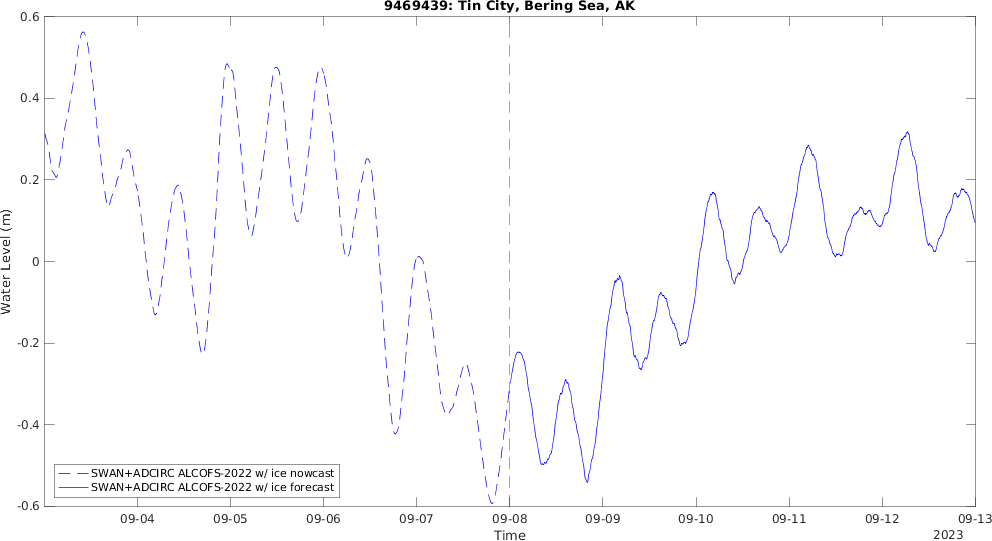 9469439: Tin City, Bering Sea, AK
Water Level (m)
0.6
0.4
0.2
0
-0.2
-0.4
-0.6
SWAN+ADCIRC ALCOFS-2022 w/ ice nowcast
SWAN+ADCIRC ALCOFS-2022 w/ ice forecast
09-04 09-05 09-06 09-07 09-08 09-09 09-10 09-11 09-12 09-13
Time
2023